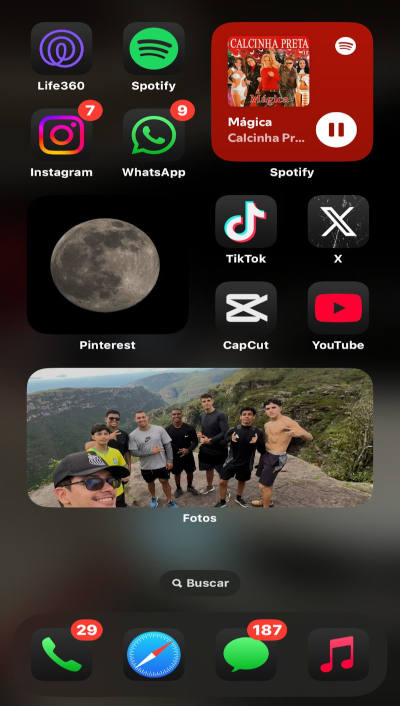 Life360
Spotify
CALCINHA PRETA
Mágica
Mágica
Calcinha Pr...
Spotify
7
Instagram
9
WhatsApp
Pinterest
TikTok
X
CapCut
YouTube
Fotos
Buscar
29
187